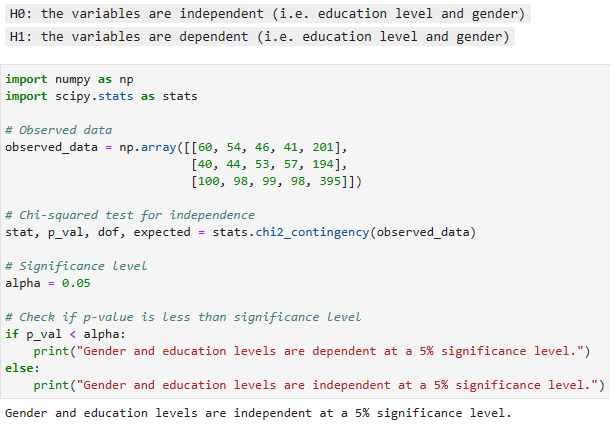 H0: the variables are independent (i.e. education level and gender)
H1: the variables are dependent (i.e. education level and gender)
import numpy as np
import scipy.stats as stats
# Observed data
observed_data = np.array([[60, 54, 46, 41, 201],
                          [40, 44, 53, 57, 194],
                          [100, 98, 99, 98, 395]])
# Chi-squared test for independence
stat, p_val, dof, expected = stats.chi2_contingency(observed_data)
# Significance level
alpha = 0.05
# Check if p-value is less than significance level
if p_val < alpha:
    print("Gender and education levels are dependent at a 5% significance level.")
else:
    print("Gender and education levels are independent at a 5% significance level.")
Gender and education levels are independent at a 5% significance level.